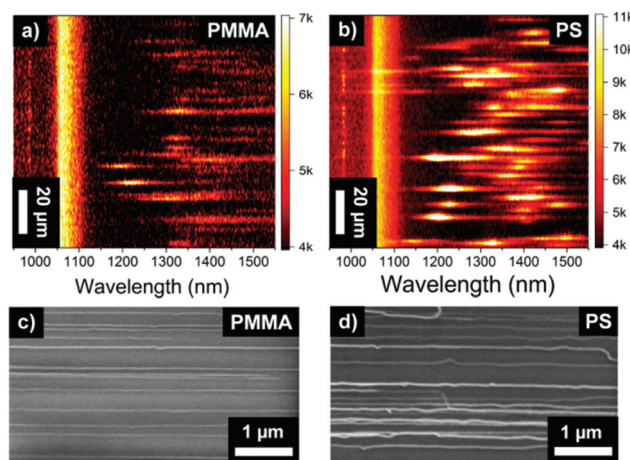 a) PMMA 7k
6k
5k
4k
20 μm
1000 1100 1200 1300 1400 1500
Wavelength (nm)
b) PS 11k
10k
9k
8k
7k
6k
5k
4k
20 μm
1000 1100 1200 1300 1400 1500
Wavelength (nm)
c) PMMA
1 μm
d) PS
1 μm